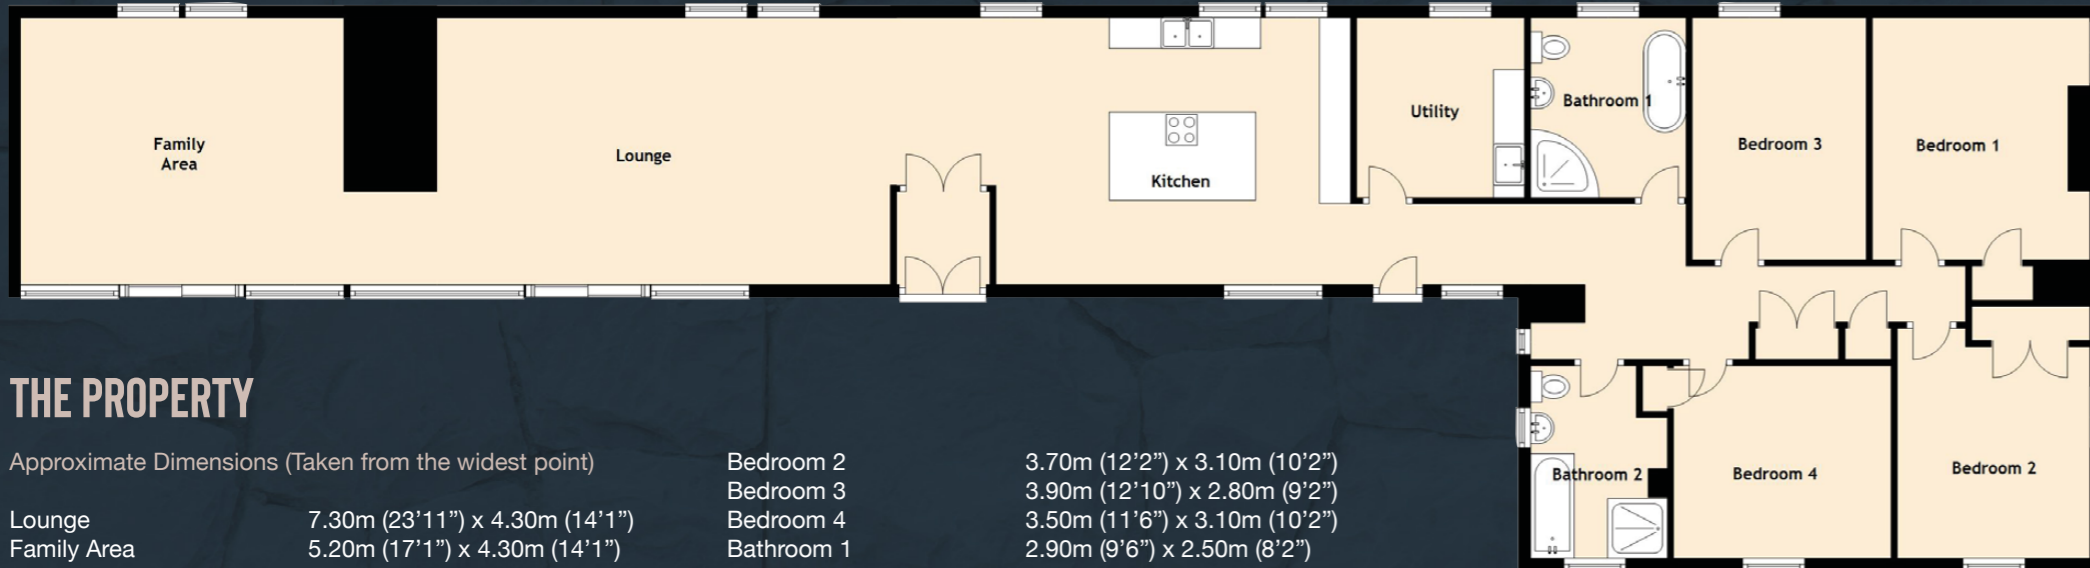 Family
Area
Lounge
Kitchen
Utility
Bathroom 1
Bedroom 3
Bedroom 1
Bathroom 2
Bedroom 4
Bedroom 2
THE PROPERTY
Approximate Dimensions (Taken from the widest point)
Lounge 7.30m (23’11”) x 4.30m (14’1”)
Family Area 5.20m (17’1”) x 4.30m (14’1”)
Bedroom 2 3.70m (12’2”) x 3.10m (10’2”)
Bedroom 3 3.90m (12’10”) x 2.80m (9’2”)
Bedroom 4 3.50m (11’6”) x 3.10m (10’2”)
Bathroom 1 2.90m (9’6”) x 2.50m (8’2”)